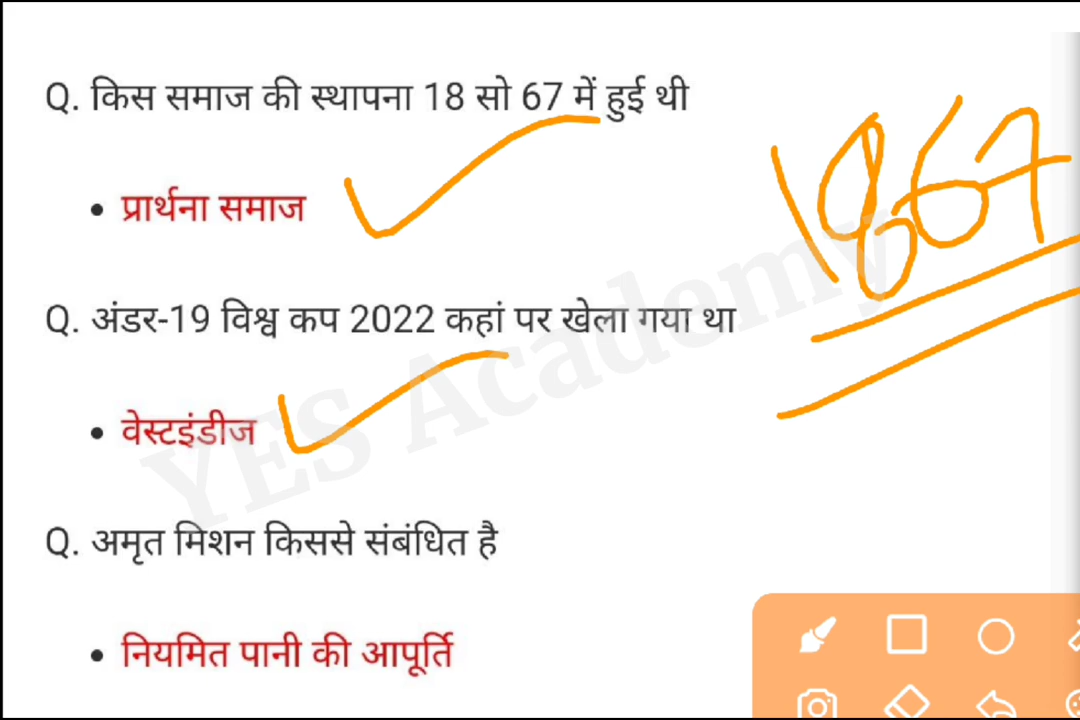 Q. किस समाज की स्थापना 18 सो 67 में हुई थी
1867
• प्रार्थना समाज
Q. अंडर-19 विश्व कप 2022 कहां पर खेला गया था
• वेस्टइंडीज
YES Academy
Q. अमृत मिशन किससे संबंधित है
• नियमित पानी की आपूर्ति